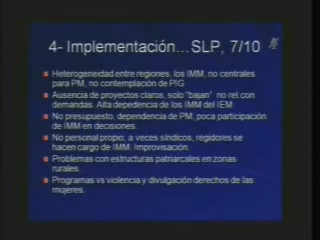 4- Implementación...SLP, 7/10
Heterogeneidad entre regiones, los IMM, no centrales
para PM, no contemplación de PIG.
Ausencia de proyectos claros, solo "bajan" no rel con
demandas. Alta depedencia de los IMM del IEM
No presupuesto, dependencia de PM, poca participación
de IMM en decisiones.
No personal propio, a veces síndicos, regidores se
hacen cargo de IMM. Improvisación.
Problemas con estructuras patriarcales en zonas
rurales.
Programas vs violencia y divulgación derechos de las
mujeres.